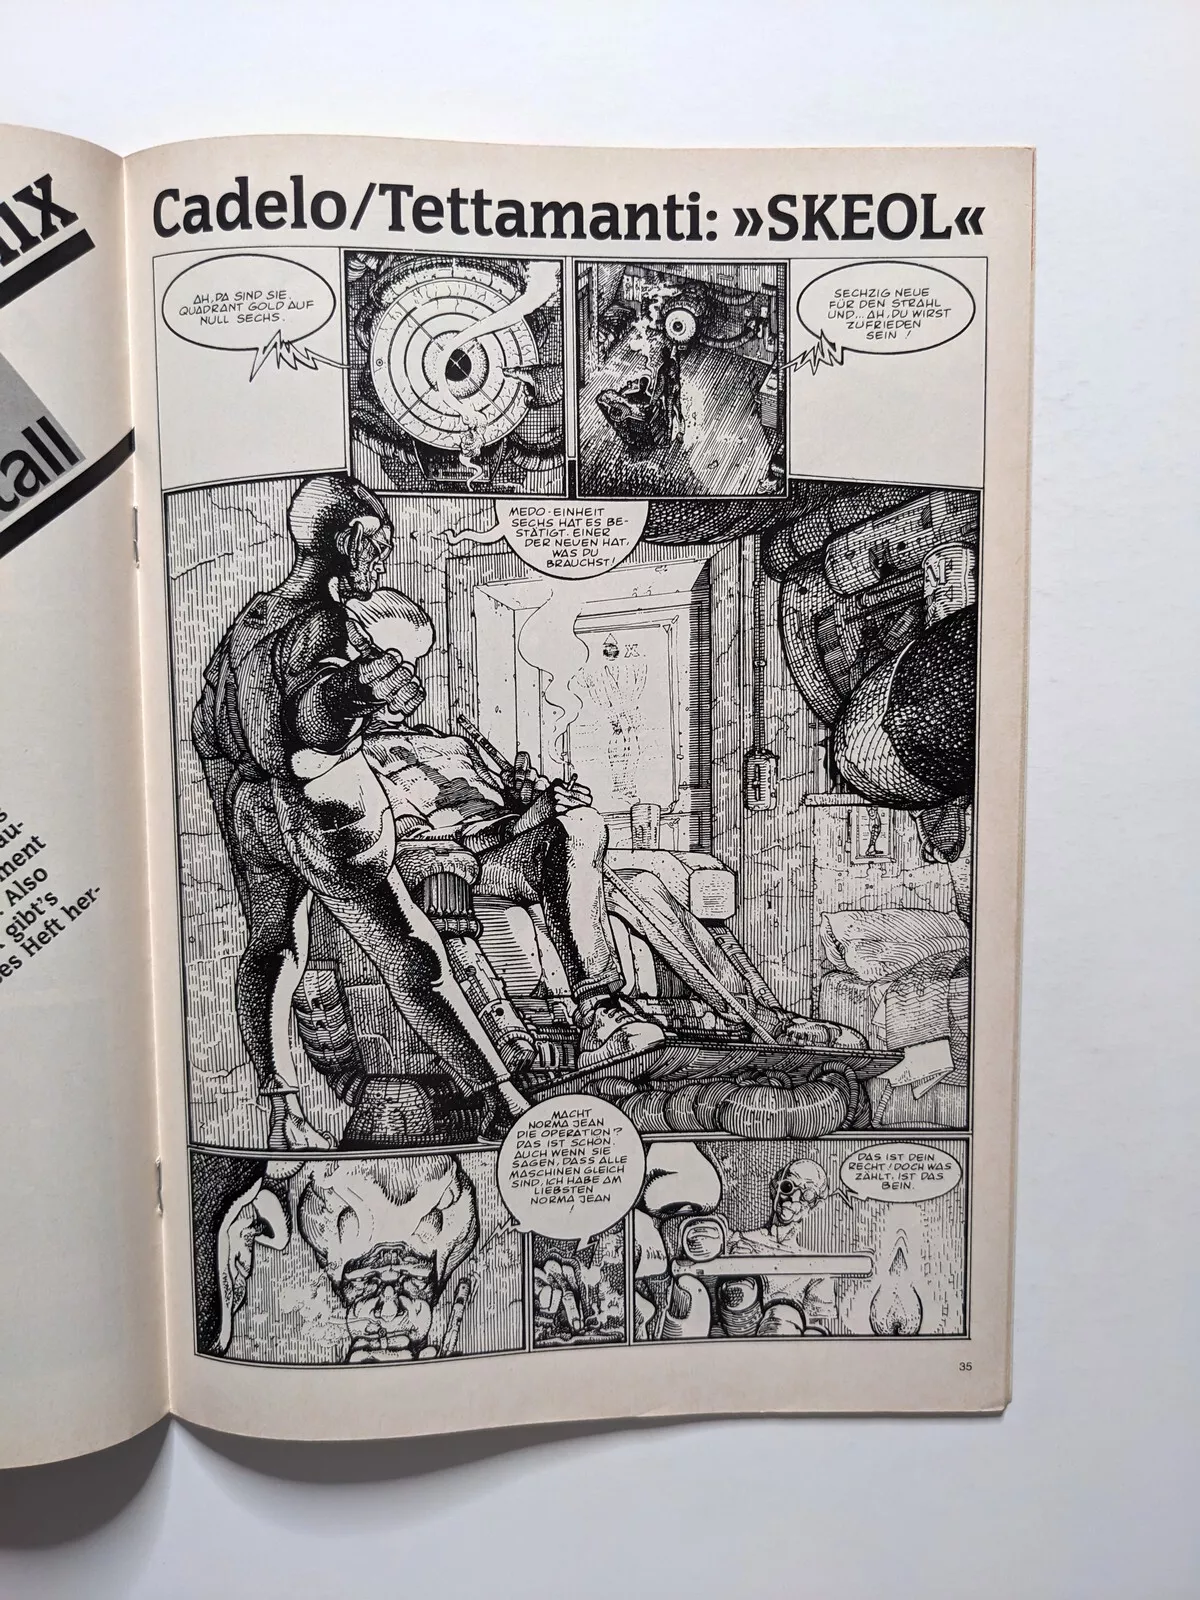 Cadelo/Tettamanti: »SKEOL«
AH, DA SIND SIE.
QUADRANT GOLD AUF
NULL SECHS.
SECHZIG NEUE
FÜR DEN STRAHL
UND... AH, DU WIRST
ZUFRIEDEN
SEIN !
MEDO-EINHEIT
SECHS HAT ES BE-
STÄTIGT. EINER
DER NEUEN HAT,
WAS DU
BRAUCHST!
MACHT
NORMA JEAN
DIE OPERATION?
DAS IST SCHÖN.
AUCH WENN SIE
SAGEN, DASS ALLE
MASCHINEN GLEICH
SIND, ICH HABE AM
LIEBSTEN
NORMA JEAN
!
DAS IST DEIN
RECHT! DOCH WAS
ZÄHLT, IST DAS
BEIN.
35
call
au-
ment
Also
gibt's
Heft her-